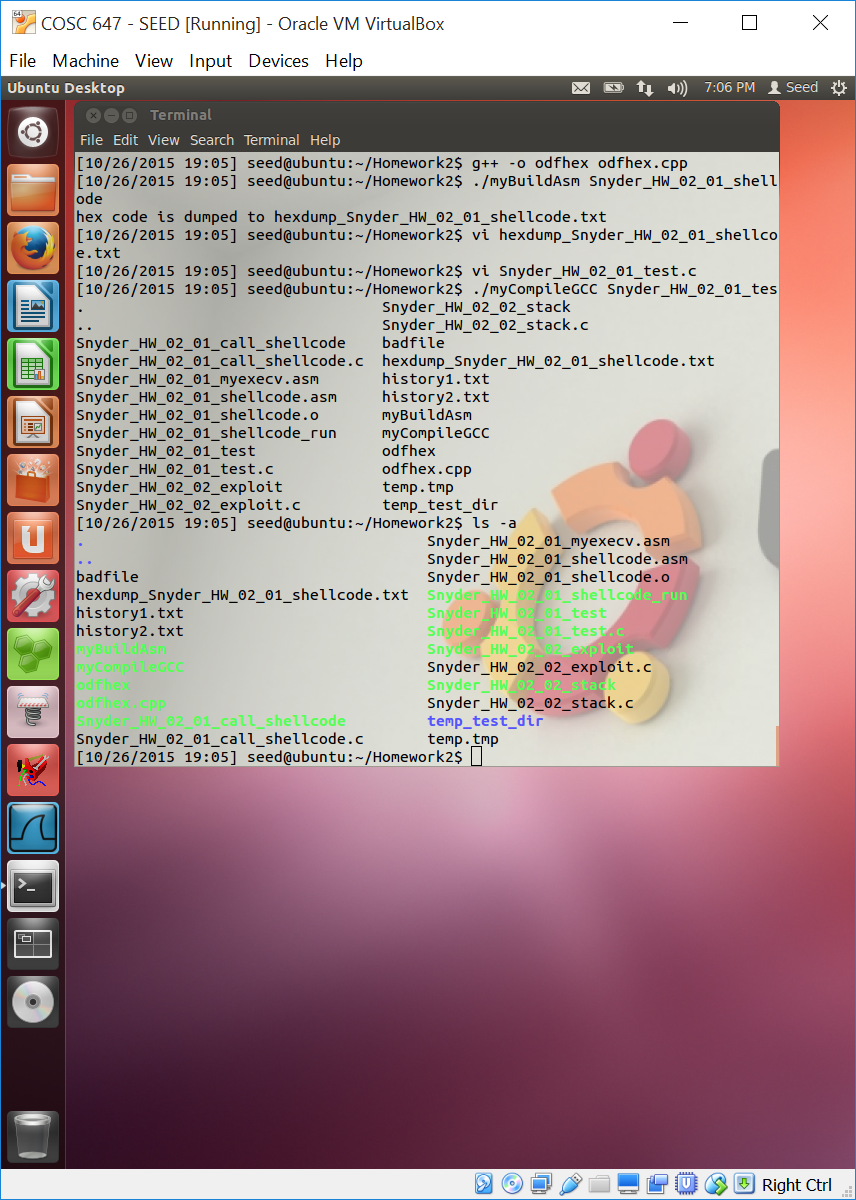 COSC 647 - SEED [Running] - Oracle VM VirtualBox
File Machine View Input Devices Help
Ubuntu Desktop 7:06 PM Seed
Terminal
File Edit View Search Terminal Help
[10/26/2015 19:05] seed@ubuntu:~/Homework2$ g++ -o odfhex odfhex.cpp
[10/26/2015 19:05] seed@ubuntu:~/Homework2$ ./myBuildAsm Snyder_HW_02_01_shell
ode
hex code is dumped to hexdump_Snyder_HW_02_01_shellcode.txt
[10/26/2015 19:05] seed@ubuntu:~/Homework2$ vi hexdump_Snyder_HW_02_01_shellco
e.txt
[10/26/2015 19:05] seed@ubuntu:~/Homework2$ vi Snyder_HW_02_01_test.c
[10/26/2015 19:05] seed@ubuntu:~/Homework2$ ./myCompileGCC Snyder_HW_02_01_tes
. Snyder_HW_02_02_stack
.. Snyder_HW_02_02_stack.c
Snyder_HW_02_01_call_shellcode badfile
Snyder_HW_02_01_call_shellcode.c hexdump_Snyder_HW_02_01_shellcode.txt
Snyder_HW_02_01_myexecv.asm history1.txt
Snyder_HW_02_01_shellcode.asm history2.txt
Snyder_HW_02_01_shellcode.o myBuildAsm
Snyder_HW_02_01_shellcode_run myCompileGCC
Snyder_HW_02_01_test odfhex
Snyder_HW_02_01_test.c odfhex.cpp
Snyder_HW_02_02_exploit temp.tmp
Snyder_HW_02_02_exploit.c temp_test_dir
[10/26/2015 19:05] seed@ubuntu:~/Homework2$ ls -a
. Snyder_HW_02_01_myexecv.asm
.. Snyder_HW_02_01_shellcode.asm
badfile Snyder_HW_02_01_shellcode.o
hexdump_Snyder_HW_02_01_shellcode.txt Snyder_HW_02_01_shellcode_run
history1.txt Snyder_HW_02_01_test
history2.txt Snyder_HW_02_01_test.c
myBuildAsm Snyder_HW_02_02_exploit
myCompileGCC Snyder_HW_02_02_exploit.c
odfhex Snyder_HW_02_02_stack
odfhex.cpp Snyder_HW_02_02_stack.c
Snyder_HW_02_01_call_shellcode temp_test_dir
Snyder_HW_02_01_call_shellcode.c temp.tmp
[10/26/2015 19:05] seed@ubuntu:~/Homework2$
Right Ctrl